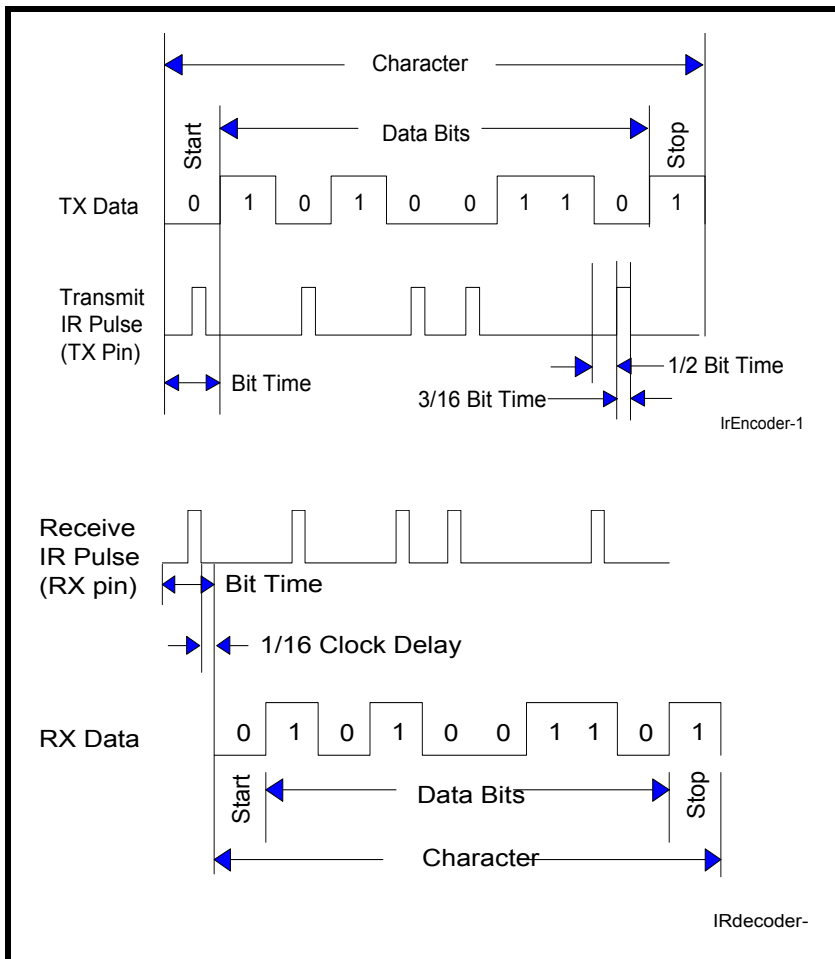 Character
Start
Data Bits
Stop
TX Data
0 1 0 1 0 0 1 1 0 1
Transmit
IR Pulse
(TX Pin)
Bit Time
1/2 Bit Time
3/16 Bit Time
IrEncoder-1
Receive
IR Pulse
(RX pin)
Bit Time
1/16 Clock Delay
RX Data
0 1 0 1 0 0 1 1 0 1
Start
Data Bits
Stop
Character
IRdecoder-